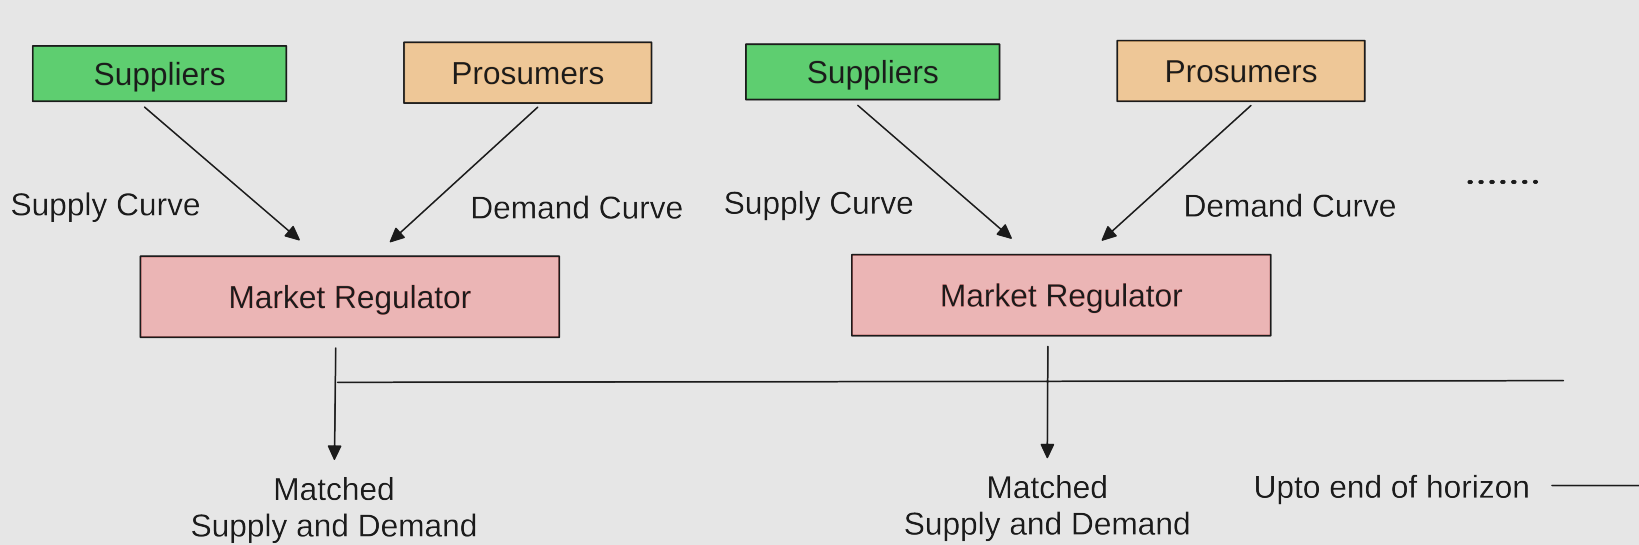 Suppliers
Prosumers
Suppliers
Prosumers
Supply Curve
Demand Curve
Supply Curve
Demand Curve
.......
Market Regulator
Market Regulator
Matched
Supply and Demand
Matched
Supply and Demand
Upto end of horizon